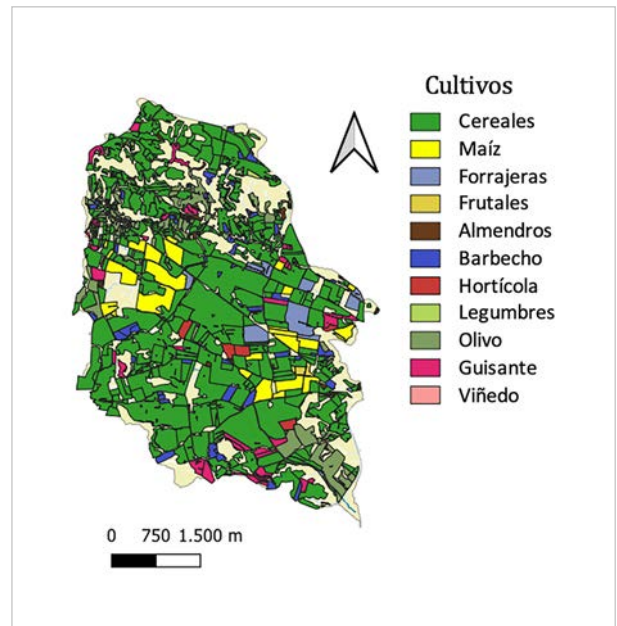 Cultivos
Cereales
Maíz
Forrajeras
Frutales
Almendros
Barbecho
Hortícola
Legumbres
Olivo
Guisante
Viñedo
0 750 1.500 m